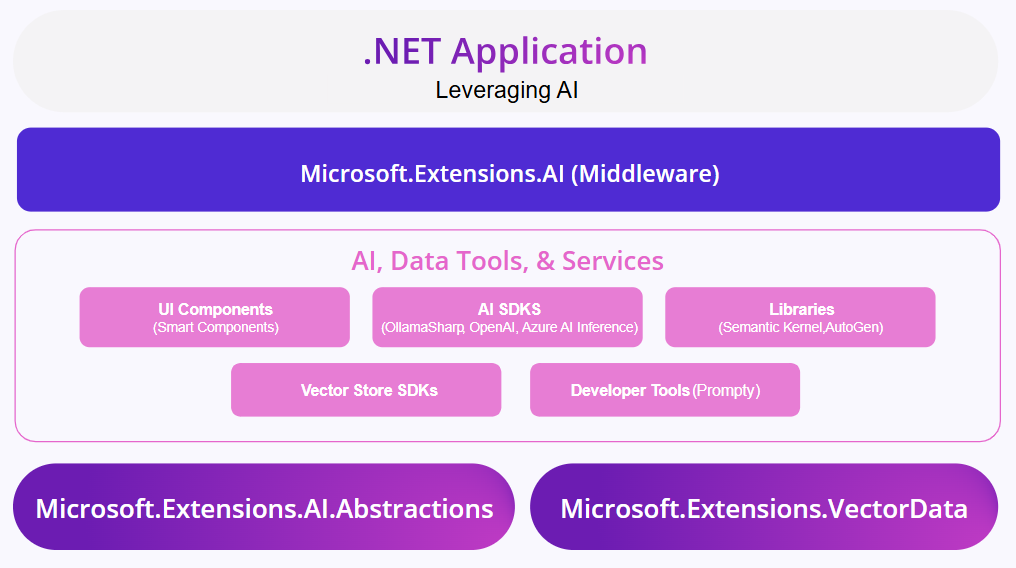 .NET Application
Leveraging AI
Microsoft.Extensions.AI (Middleware)
AI, Data Tools, & Services
UI Components
(Smart Components)
AI SDKS
(OllamaSharp, OpenAI, Azure AI Inference)
Libraries
(Semantic Kernel,AutoGen)
Vector Store SDKs
Developer Tools (Prompty)
Microsoft.Extensions.AI.Abstractions
Microsoft.Extensions.VectorData